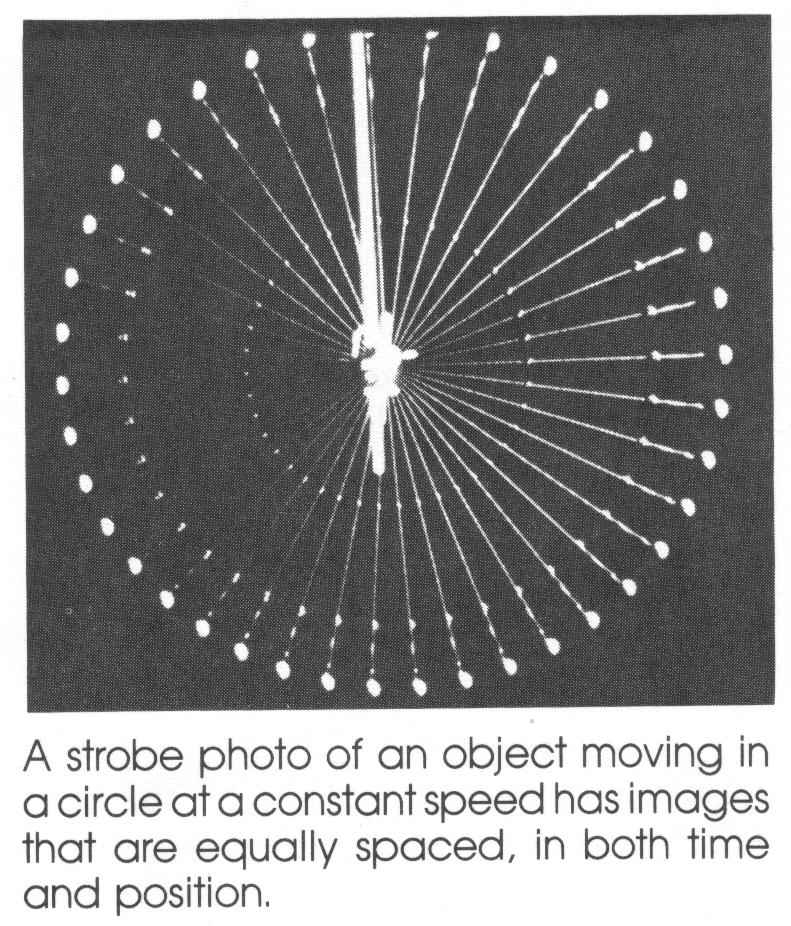 A strobe photo of an object moving in
a circle at a constant speed has images
that are equally spaced, in both time
and position.